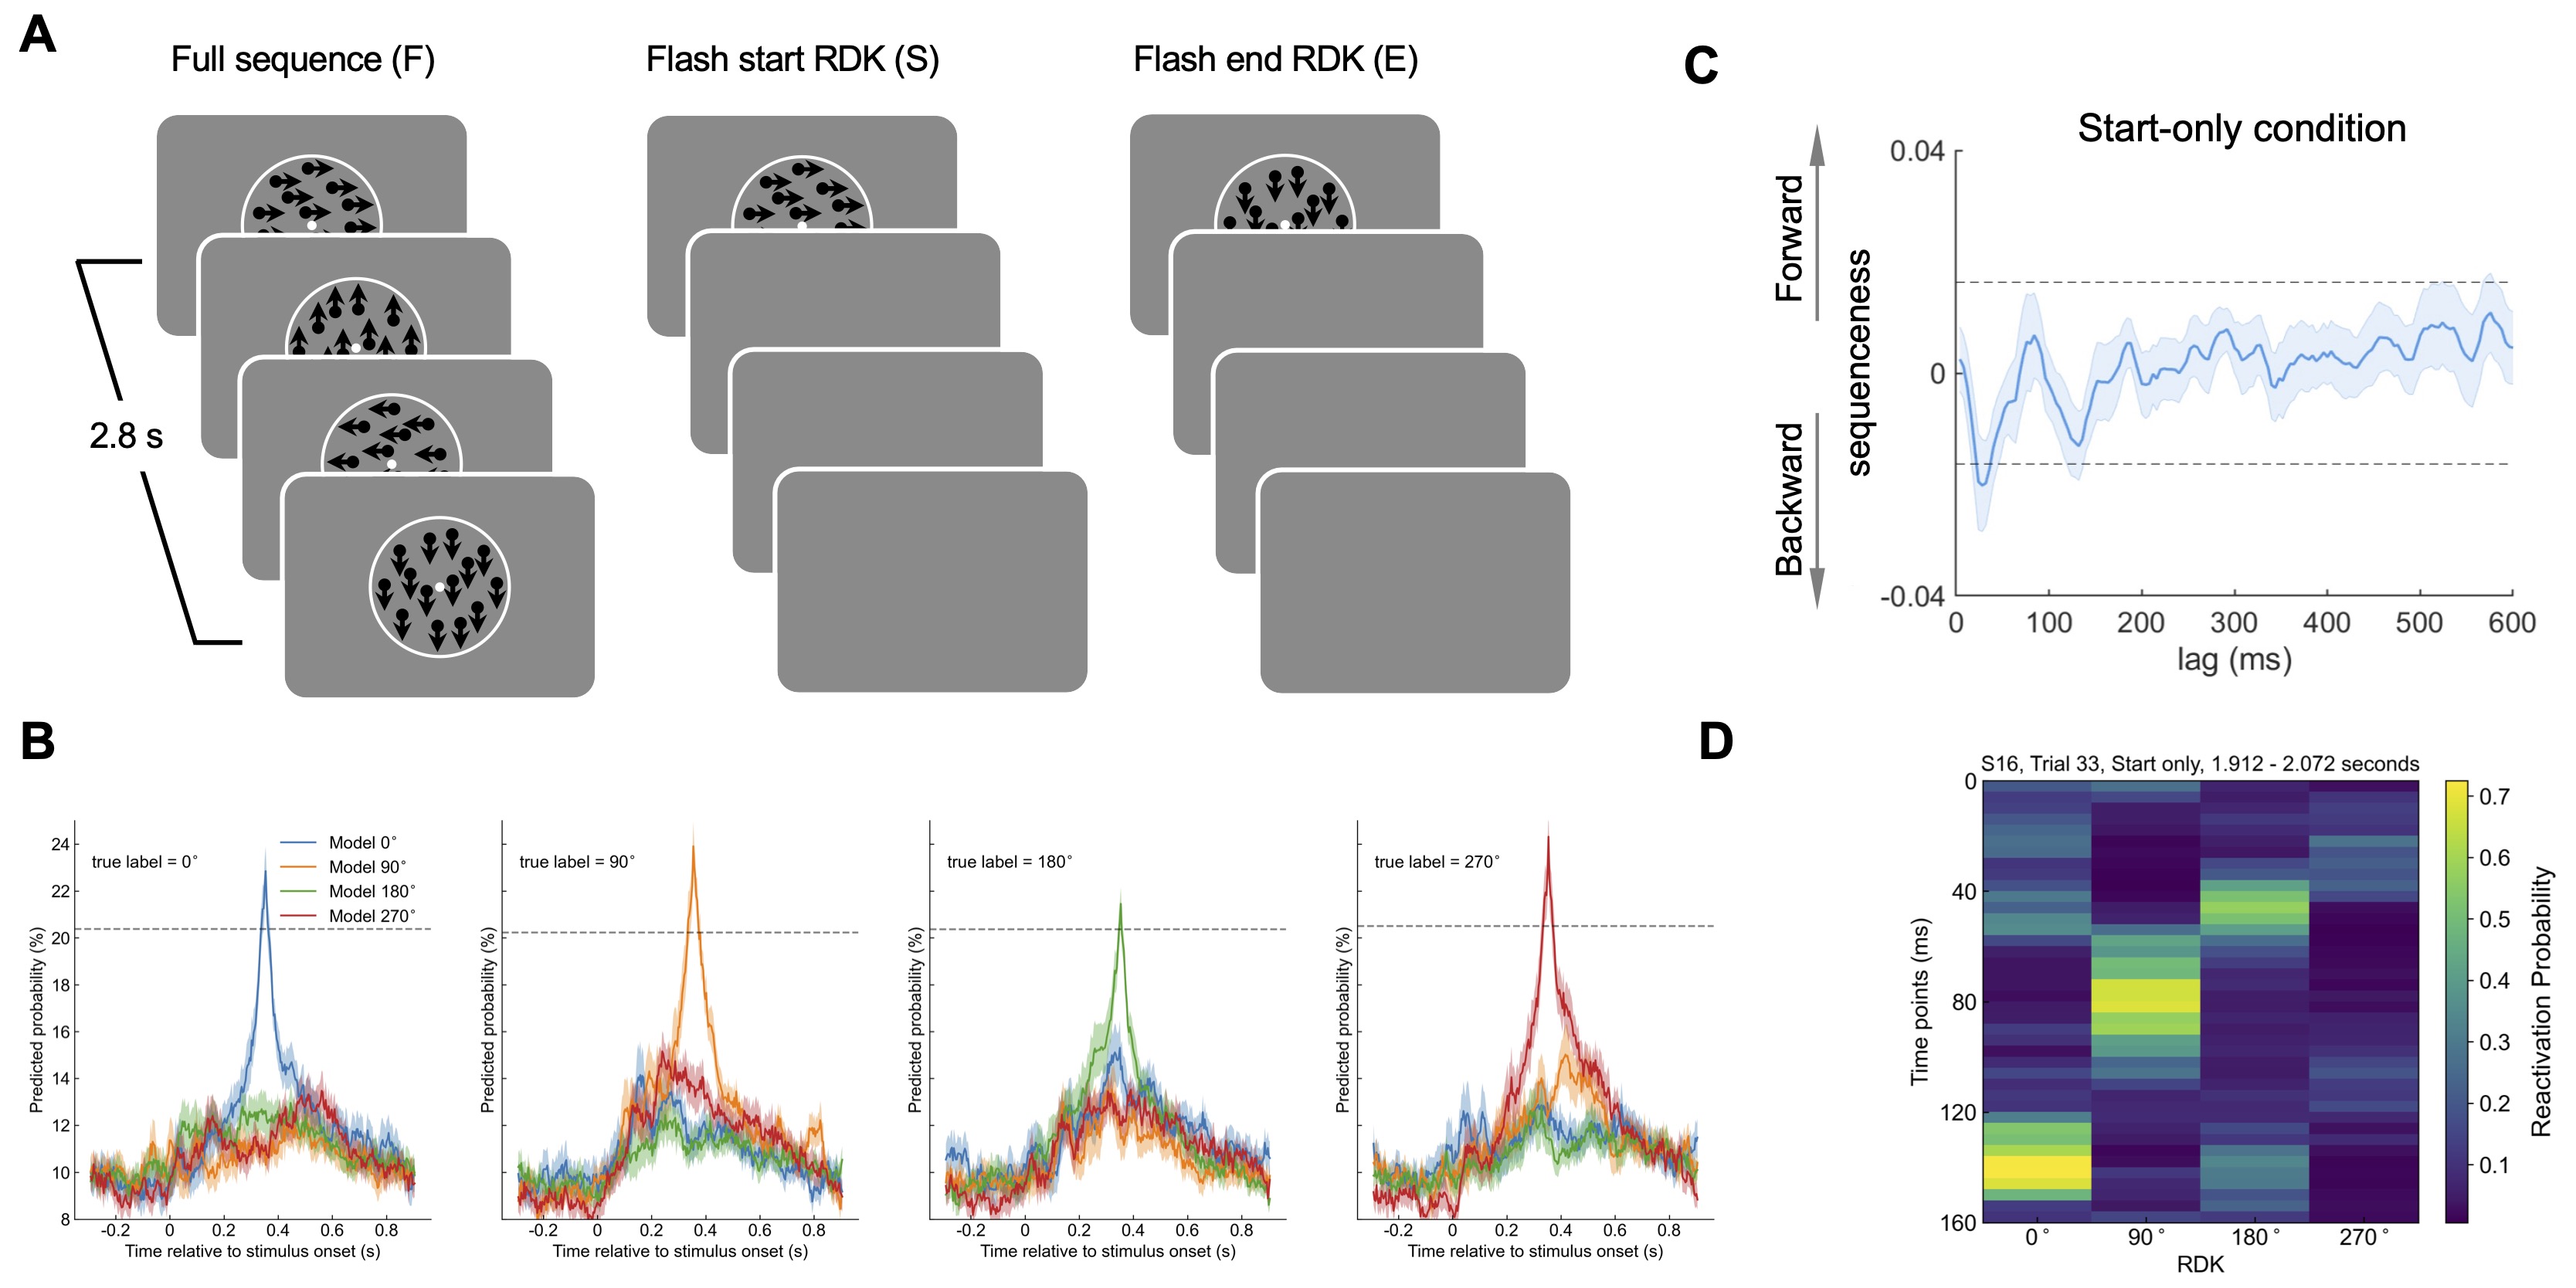 A
Full sequence (F)
Flash start RDK (S)
Flash end RDK (E)
2.8 s
C
Start-only condition
Forward
Backward
sequenceness
0.04
0
-0.04
0 100 200 300 400 500 600
lag (ms)
B
true label = 0°
Model 0°
Model 90°
Model 180°
Model 270°
Predicted probability (%)
24
22
20
18
16
14
12
10
8
-0.2 0 0.2 0.4 0.6 0.8
Time relative to stimulus onset (s)
true label = 90°
Predicted probability (%)
-0.2 0 0.2 0.4 0.6 0.8
Time relative to stimulus onset (s)
true label = 180°
Predicted probability (%)
-0.2 0 0.2 0.4 0.6 0.8
Time relative to stimulus onset (s)
true label = 270°
Predicted probability (%)
-0.2 0 0.2 0.4 0.6 0.8
Time relative to stimulus onset (s)
D
S16, Trial 33, Start only, 1.912 - 2.072 seconds
Time points (ms)
0
40
80
120
160
0° 90° 180° 270°
RDK
0.7
0.6
0.5
0.4
0.3
0.2
0.1
Reactivation Probability